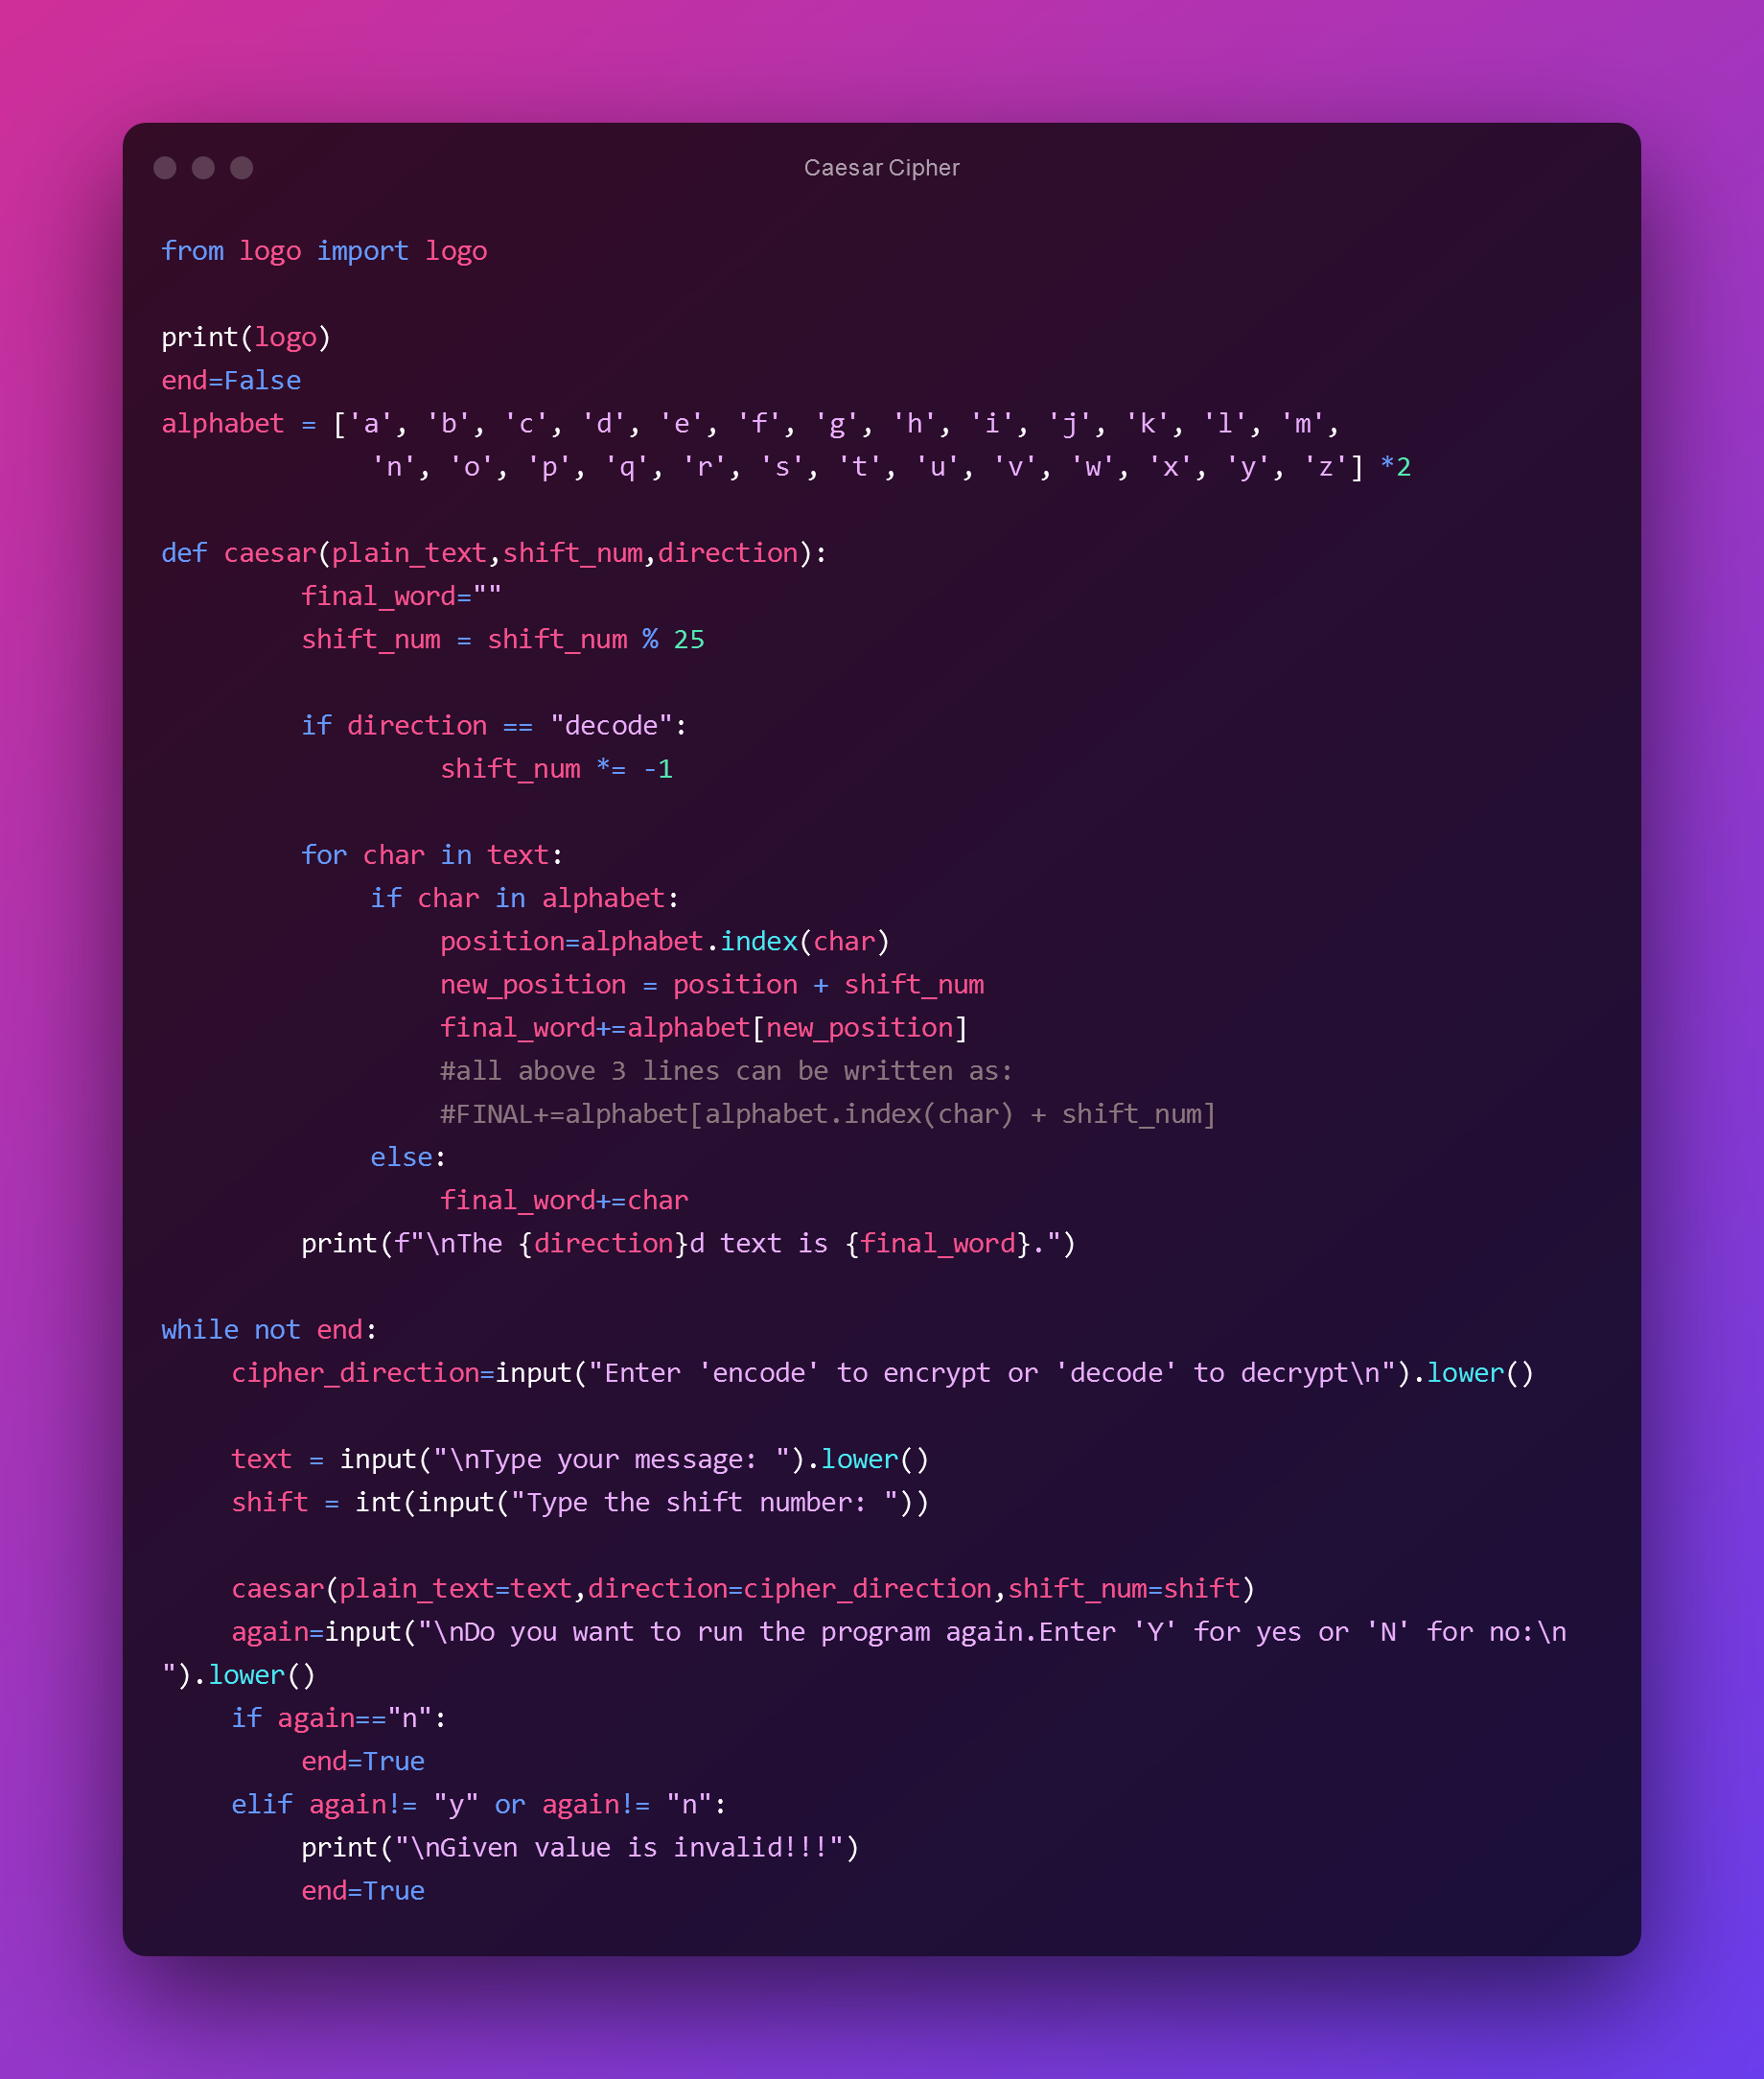 Caesar Cipher
from logo import logo
print(logo)
end=False
alphabet = ['a', 'b', 'c', 'd', 'e', 'f', 'g', 'h', 'i', 'j', 'k', 'l', 'm',
'n', 'o', 'p', 'q', 'r', 's', 't', 'u', 'v', 'w', 'x', 'y', 'z'] *2
def caesar(plain_text,shift_num,direction):
final_word=""
shift_num = shift_num % 25
if direction == "decode":
shift_num *= -1
for char in text:
if char in alphabet:
position=alphabet.index(char)
new_position = position + shift_num
final_word+=alphabet[new_position]
#all above 3 lines can be written as:
#FINAL+=alphabet[alphabet.index(char) + shift_num]
else:
final_word+=char
print(f"\nThe {direction}d text is {final_word}.")
while not end:
cipher_direction=input("Enter 'encode' to encrypt or 'decode' to decrypt\n").lower()
text = input("\nType your message: ").lower()
shift = int(input("Type the shift number: "))
caesar(plain_text=text,direction=cipher_direction,shift_num=shift)
again=input("\nDo you want to run the program again.Enter 'Y' for yes or 'N' for no:\n
").lower()
if again=="n":
end=True
elif again!= "y" or again!= "n":
print("\nGiven value is invalid!!!")
end=True